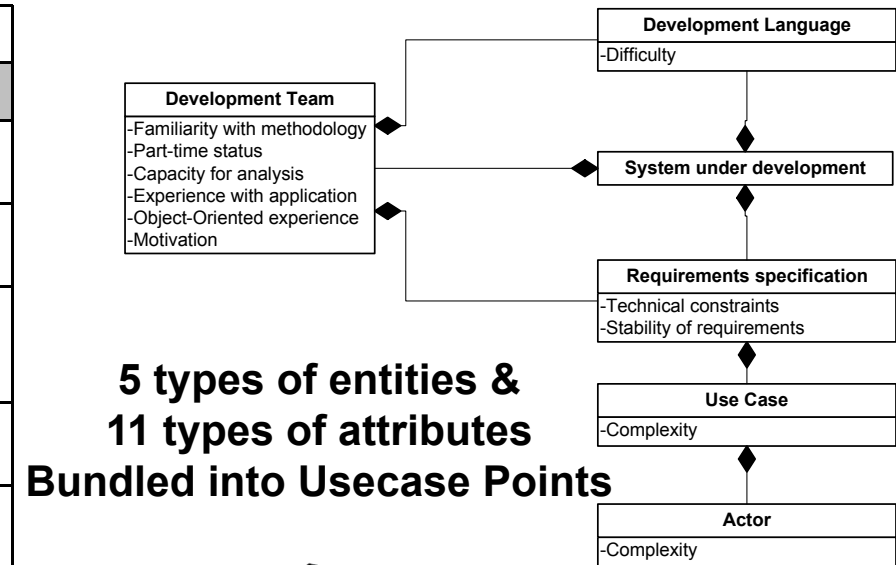 Development Language
-Difficulty
Development Team
-Familiarity with methodology
-Part-time status
-Capacity for analysis
-Experience with application
-Object-Oriented experience
-Motivation
System under development
Requirements specification
-Technical constraints
-Stability of requirements
5 types of entities &
11 types of attributes
Bundled into Usecase Points
Use Case
-Complexity
Actor
-Complexity